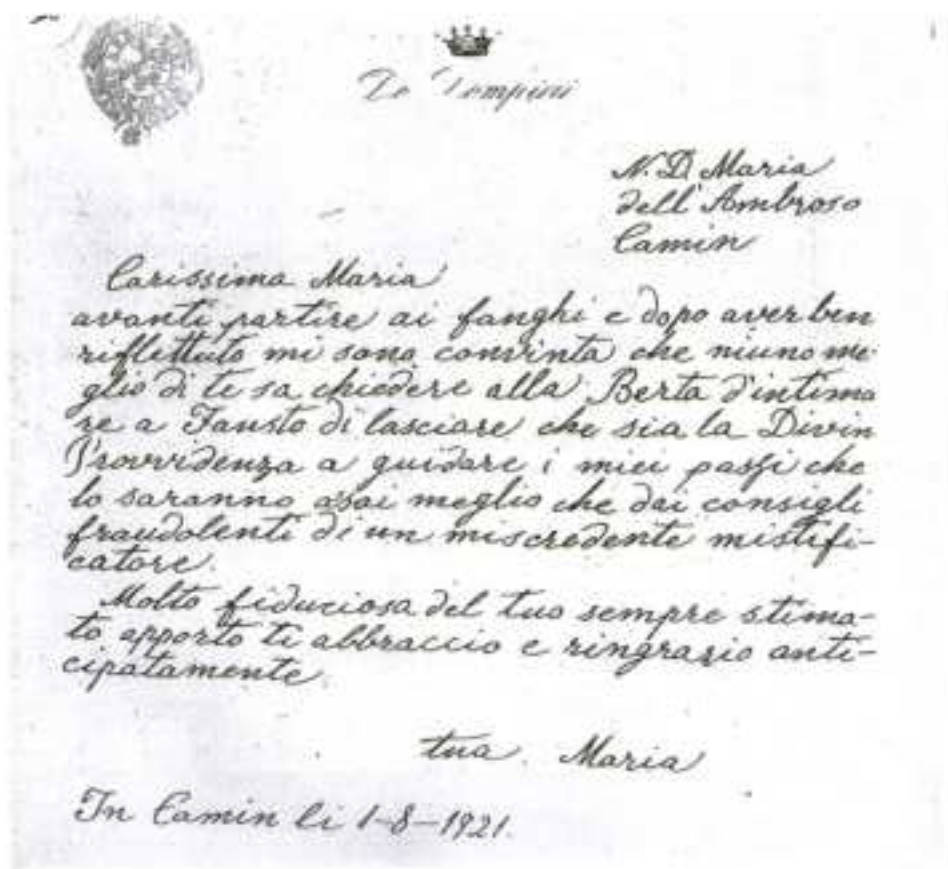 De Pompini
N. D. Maria
dell'Ambroso
Camin
Carissima Maria
avanti partire ai fanghi e dopo aver ben
riflettuto mi sono convinta che niuno me-
glio di te sa chiedere alla Berta d'intima
re a Fausto di lasciare che sia la Divin
Provvidenza a guidare i miei passi che
lo saranno assai meglio che dai consigli
fraudolenti di un miscredente mistifi-
catore.
Molto fiduciosa del tuo sempre stima-
to apporto ti abbraccio e ringrazio anti-
cipatamente.
tua. Maria
In Camin li 1-8-1921.